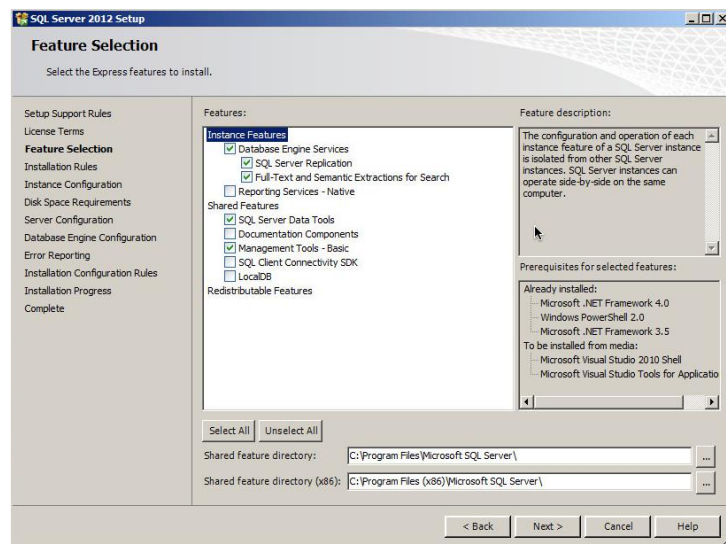 SQL Server 2012 Setup
Feature Selection
Select the Express features to install.
Setup Support Rules
License Terms
Feature Selection
Installation Rules
Instance Configuration
Disk Space Requirements
Server Configuration
Database Engine Configuration
Error Reporting
Installation Configuration Rules
Installation Progress
Complete
Features:
Instance Features
Database Engine Services
SQL Server Replication
Full-Text and Semantic Extractions for Search
Reporting Services - Native
Shared Features
SQL Server Data Tools
Documentation Components
Management Tools - Basic
SQL Client Connectivity SDK
LocalDB
Redistributable Features
Feature description:
The configuration and operation of each
instance feature of a SQL Server instance
is isolated from other SQL Server
instances. SQL Server instances can
operate side-by-side on the same
computer.
Prerequisites for selected features:
Already installed:
Microsoft .NET Framework 4.0
Windows PowerShell 2.0
Microsoft .NET Framework 3.5
To be installed from media:
Microsoft Visual Studio 2010 Shell
Microsoft Visual Studio Tools for Applicatio
Select All Unselect All
Shared feature directory: C:\Program Files\Microsoft SQL Server\ ...
Shared feature directory (x86): C:\Program Files (x86)\Microsoft SQL Server\ ...
< Back Next > Cancel Help